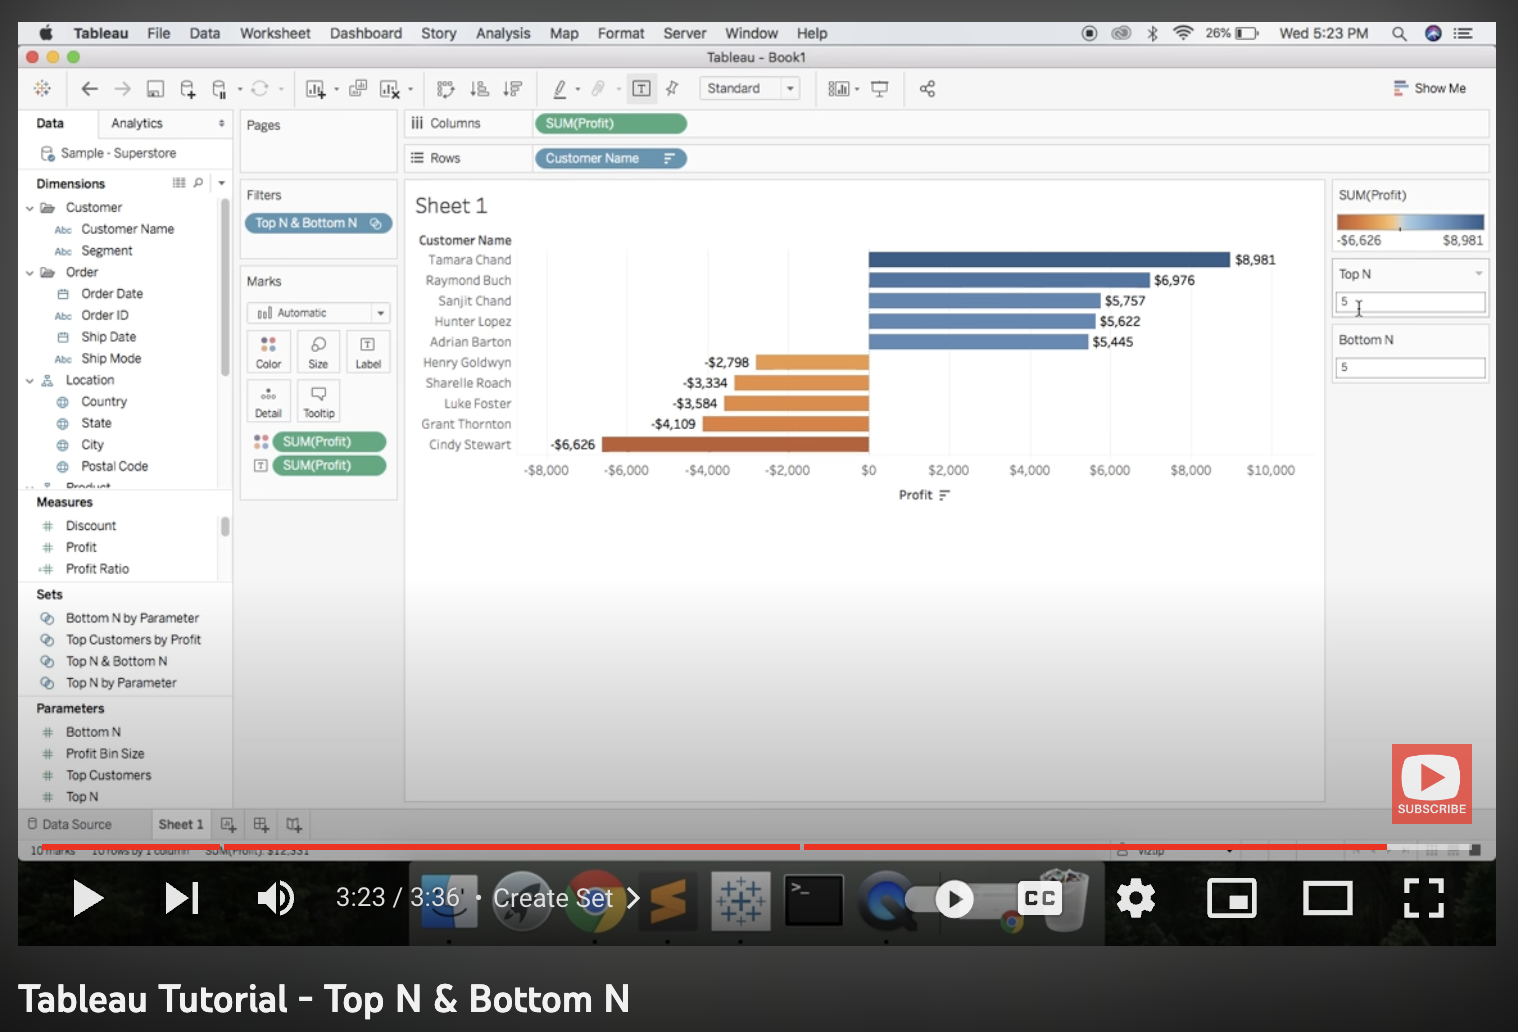 Tableau File Data Worksheet Dashboard Story Analysis Map Format Server Window Help 26% Wed 5:23 PM
Tableau - Book1
Standard Show Me
Data Analytics
Sample - Superstore
Dimensions
Customer
Abc Customer Name
Abc Segment
Order
Order Date
Abc Order ID
Ship Date
Abc Ship Mode
Location
Country
State
City
Postal Code
Product
Measures
Discount
Profit
Profit Ratio
Sets
Bottom N by Parameter
Top Customers by Profit
Top N & Bottom N
Top N by Parameter
Parameters
Bottom N
Profit Bin Size
Top Customers
Top N
Pages
Filters
Top N & Bottom N
Marks
Automatic
Color Size Label
Detail Tooltip
SUM(Profit)
SUM(Profit)
Columns SUM(Profit)
Rows Customer Name
Sheet 1
Customer Name
Tamara Chand $8,981
Raymond Buch $6,976
Sanjit Chand $5,757
Hunter Lopez $5,622
Adrian Barton $5,445
Henry Goldwyn -$2,798
Sharelle Roach -$3,334
Luke Foster -$3,584
Grant Thornton -$4,109
Cindy Stewart -$6,626
-$8,000 -$6,000 -$4,000 -$2,000 $0 $2,000 $4,000 $6,000 $8,000 $10,000
Profit
SUM(Profit)
-$6,626 $8,981
Top N
5
Bottom N
5
SUBSCRIBE
Data Source Sheet 1
10 marks 10 rows by 1 column SUM(Profit): $12,331 vizup
3:23 / 3:36 • Create Set
CC
Tableau Tutorial - Top N & Bottom N